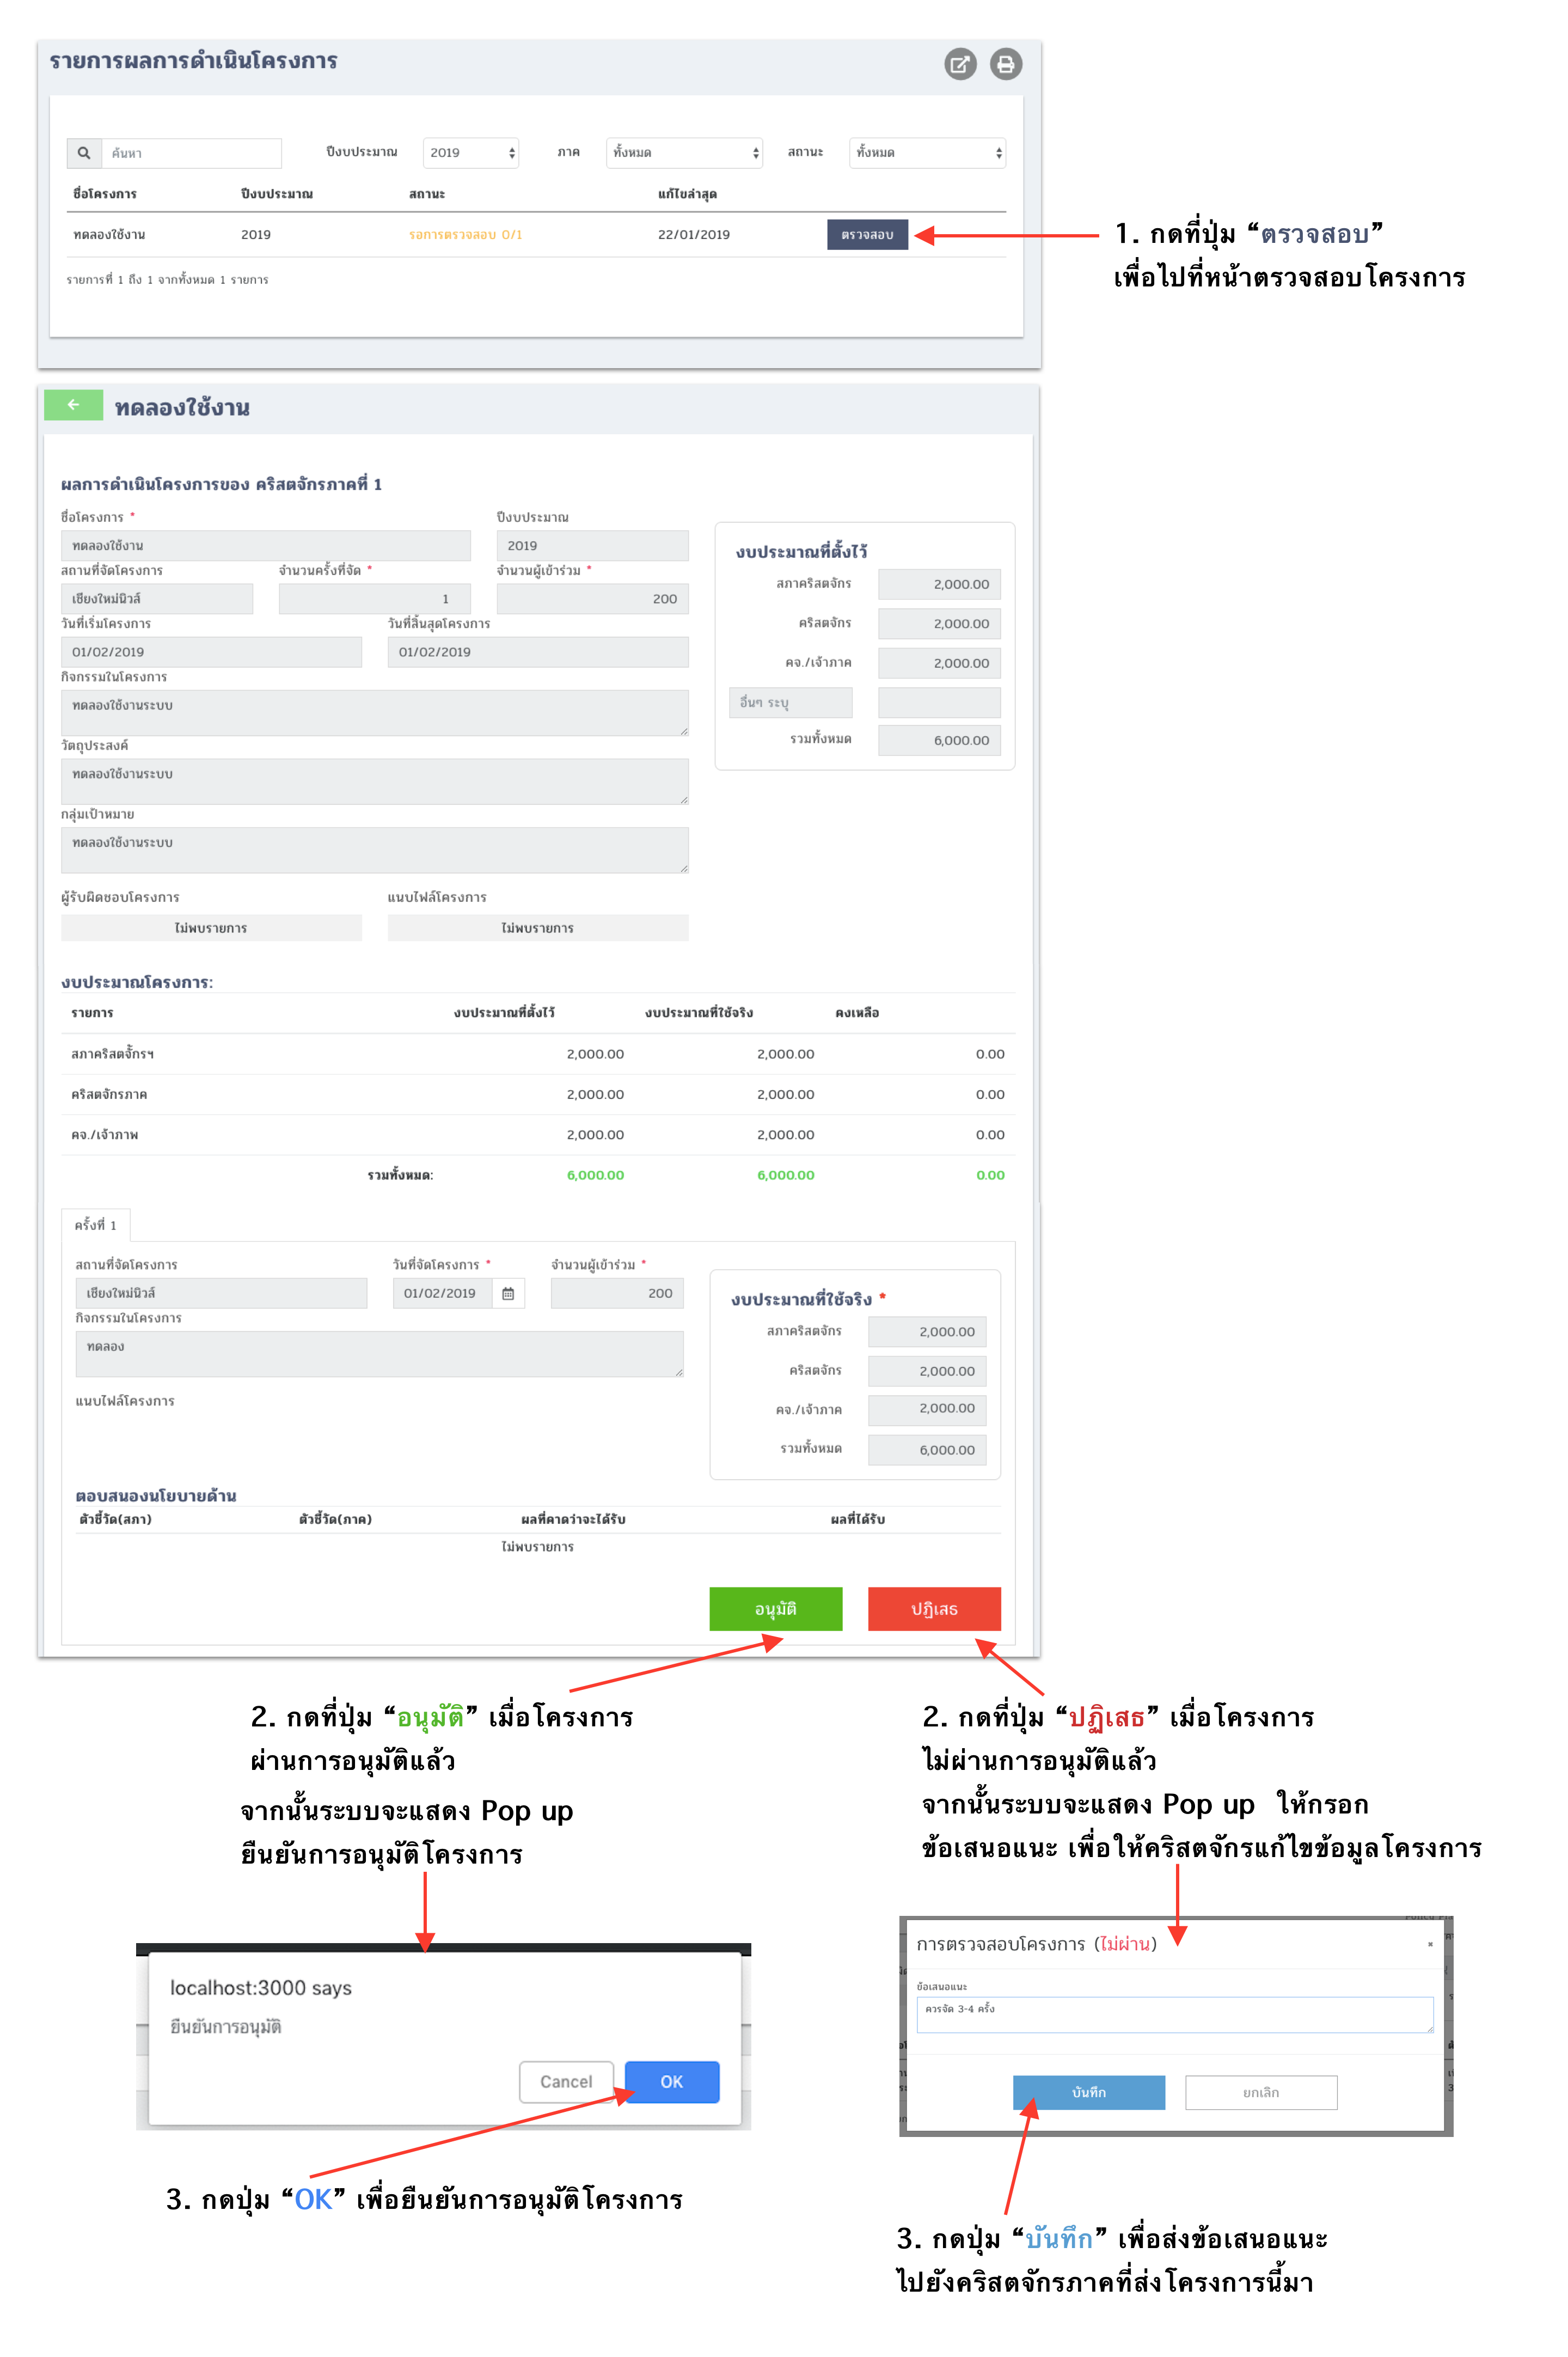 รายการผลการดำเนินโครงการ
ค้นหา
ปีงบประมาณ
2019
ภาค
ทั้งหมด
สถานะ
ทั้งหมด
ชื่อโครงการ ปีงบประมาณ สถานะ แก้ไขล่าสุด
ทดลองใช้งาน 2019 รอการตรวจสอบ 0/1 22/01/2019 ตรวจสอบ
รายการที่ 1 ถึง 1 จากทั้งหมด 1 รายการ
1. กดที่ปุ่ม “ตรวจสอบ”
เพื่อไปที่หน้าตรวจสอบโครงการ
ทดลองใช้งาน
ผลการดำเนินโครงการของ คริสตจักรภาคที่ 1
ชื่อโครงการ * ปีงบประมาณ
ทดลองใช้งาน 2019
สถานที่จัดโครงการ จำนวนครั้งที่จัด * จำนวนผู้เข้าร่วม *
เชียงใหม่นิวส์ 1 200
วันที่เริ่มโครงการ วันที่สิ้นสุดโครงการ
01/02/2019 01/02/2019
กิจกรรมในโครงการ
ทดลองใช้งานระบบ
วัตถุประสงค์
ทดลองใช้งานระบบ
กลุ่มเป้าหมาย
ทดลองใช้งานระบบ
ผู้รับผิดชอบโครงการ แนบไฟล์โครงการ
ไม่พบรายการ ไม่พบรายการ
งบประมาณที่ตั้งไว้
สภาคริสตจักร 2,000.00
คริสตจักร 2,000.00
คจ./เจ้าภาค 2,000.00
อื่นๆ ระบุ
รวมทั้งหมด 6,000.00
งบประมาณโครงการ:
รายการ งบประมาณที่ตั้งไว้ งบประมาณที่ใช้จริง คงเหลือ
สภาคริสตจั้กรฯ 2,000.00 2,000.00 0.00
คริสตจักรภาค 2,000.00 2,000.00 0.00
คจ./เจ้าภาพ 2,000.00 2,000.00 0.00
รวมทั้งหมด: 6,000.00 6,000.00 0.00
ครั้งที่ 1
สถานที่จัดโครงการ วันที่จัดโครงการ * จำนวนผู้เข้าร่วม *
เชียงใหม่นิวส์ 01/02/2019 200
กิจกรรมในโครงการ
ทดลอง
แนบไฟล์โครงการ
งบประมาณที่ใช้จริง *
สภาคริสตจักร 2,000.00
คริสตจักร 2,000.00
คจ./เจ้าภาค 2,000.00
รวมทั้งหมด 6,000.00
ตอบสนองนโยบายด้าน
ตัวชี้วัด(สภา) ตัวชี้วัด(ภาค) ผลที่คาดว่าจะได้รับ ผลที่ได้รับ
ไม่พบรายการ
อนุมัติ ปฏิเสธ
2. กดที่ปุ่ม “อนุมัติ” เมื่อโครงการ
ผ่านการอนุมัติแล้ว
จากนั้นระบบจะแสดง Pop up
ยืนยันการอนุมัติโครงการ
2. กดที่ปุ่ม “ปฏิเสธ” เมื่อโครงการ
ไม่ผ่านการอนุมัติแล้ว
จากนั้นระบบจะแสดง Pop up ให้กรอก
ข้อเสนอแนะ เพื่อให้คริสตจักรแก้ไขข้อมูลโครงการ
localhost:3000 says
ยืนยันการอนุมัติ
Cancel OK
การตรวจสอบโครงการ (ไม่ผ่าน)
ข้อเสนอแนะ
ควรจัด 3-4 ครั้ง
บันทึก ยกเลิก
3. กดปุ่ม “OK” เพื่อยืนยันการอนุมัติโครงการ
3. กดปุ่ม “บันทึก” เพื่อส่งข้อเสนอแนะ
ไปยังคริสตจักรภาคที่ส่งโครงการนี้มา